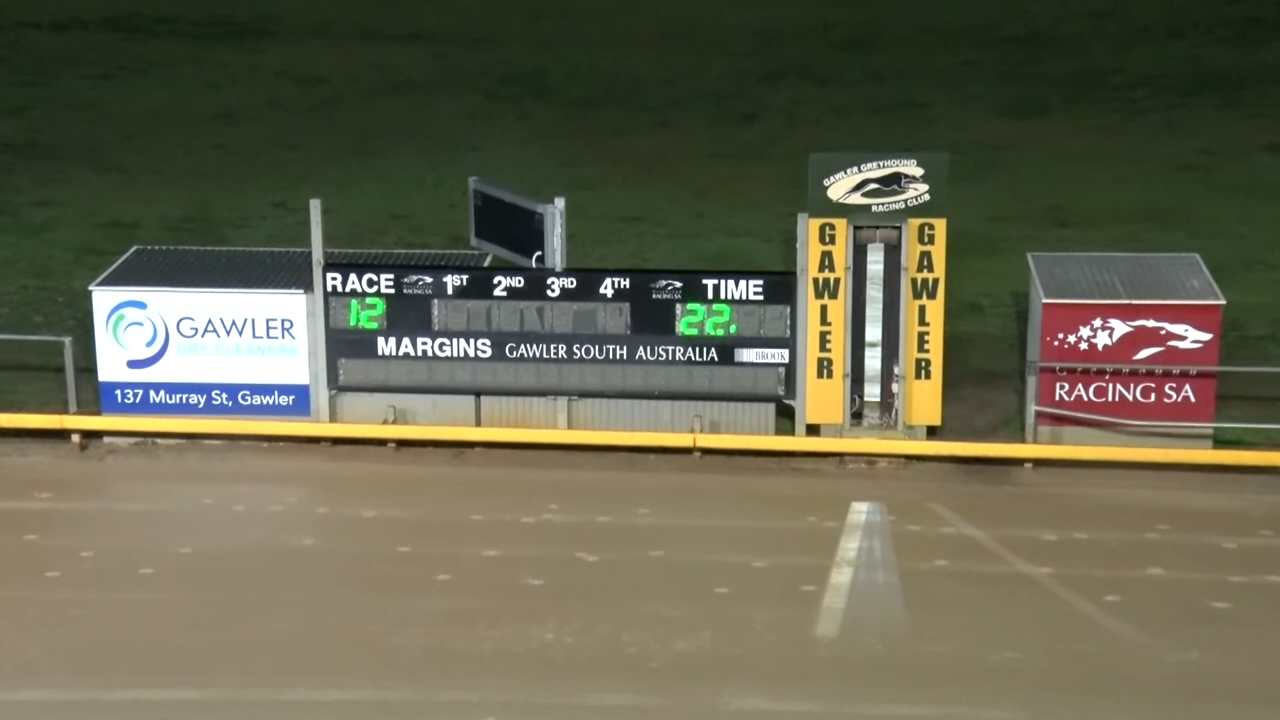 GAWLER GREYHOUND
RACING CLUB
GAWLER
GAWLER
RACE 1ST 2ND 3RD 4TH TIME
12 22.
MARGINS GAWLER SOUTH AUSTRALIA BROOK
GAWLER
DRY CLEANERS
137 Murray St, Gawler
Greyhound
RACING SA